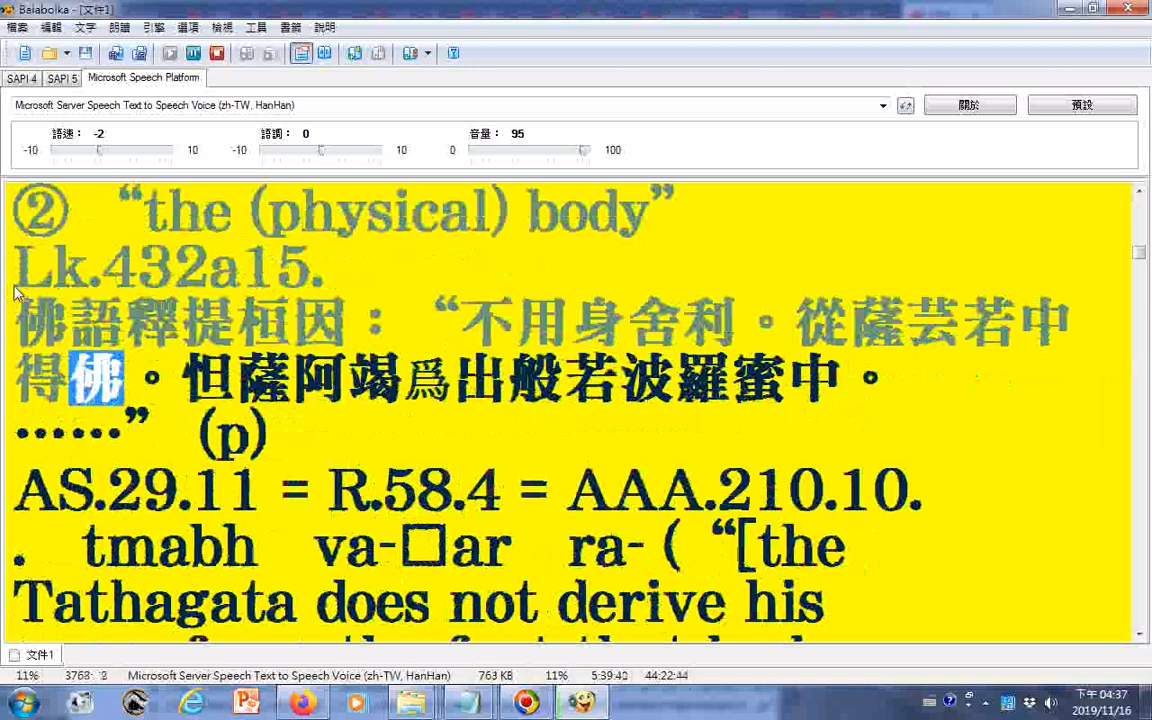 Balabolka - [文件1]
檔案 編輯 文字 朗讀 引擎 選項 檢視 工具 書籤 說明
SAPI 4 SAPI 5 Microsoft Speech Platform
Microsoft Server Speech Text to Speech Voice (zh-TW, HanHan) 關於 預設
語速： -2 語調： 0 音量： 95
-10 10 -10 10 0 100
② “the (physical) body”
Lk.432a15.
佛語釋提桓因：“不用身舍利。從薩芸若中
得佛。怛薩阿竭爲出般若波羅蜜中。
……” (p)
AS.29.11 = R.58.4 = AAA.210.10.
. tmabh va-□ar ra- ( “[the
Tathagata does not derive his
文件1
11% Microsoft Server Speech Text to Speech Voice (zh-TW, HanHan) 763 KB 11% 5:39:42 44:22:44
下午 04:37
2019/11/16